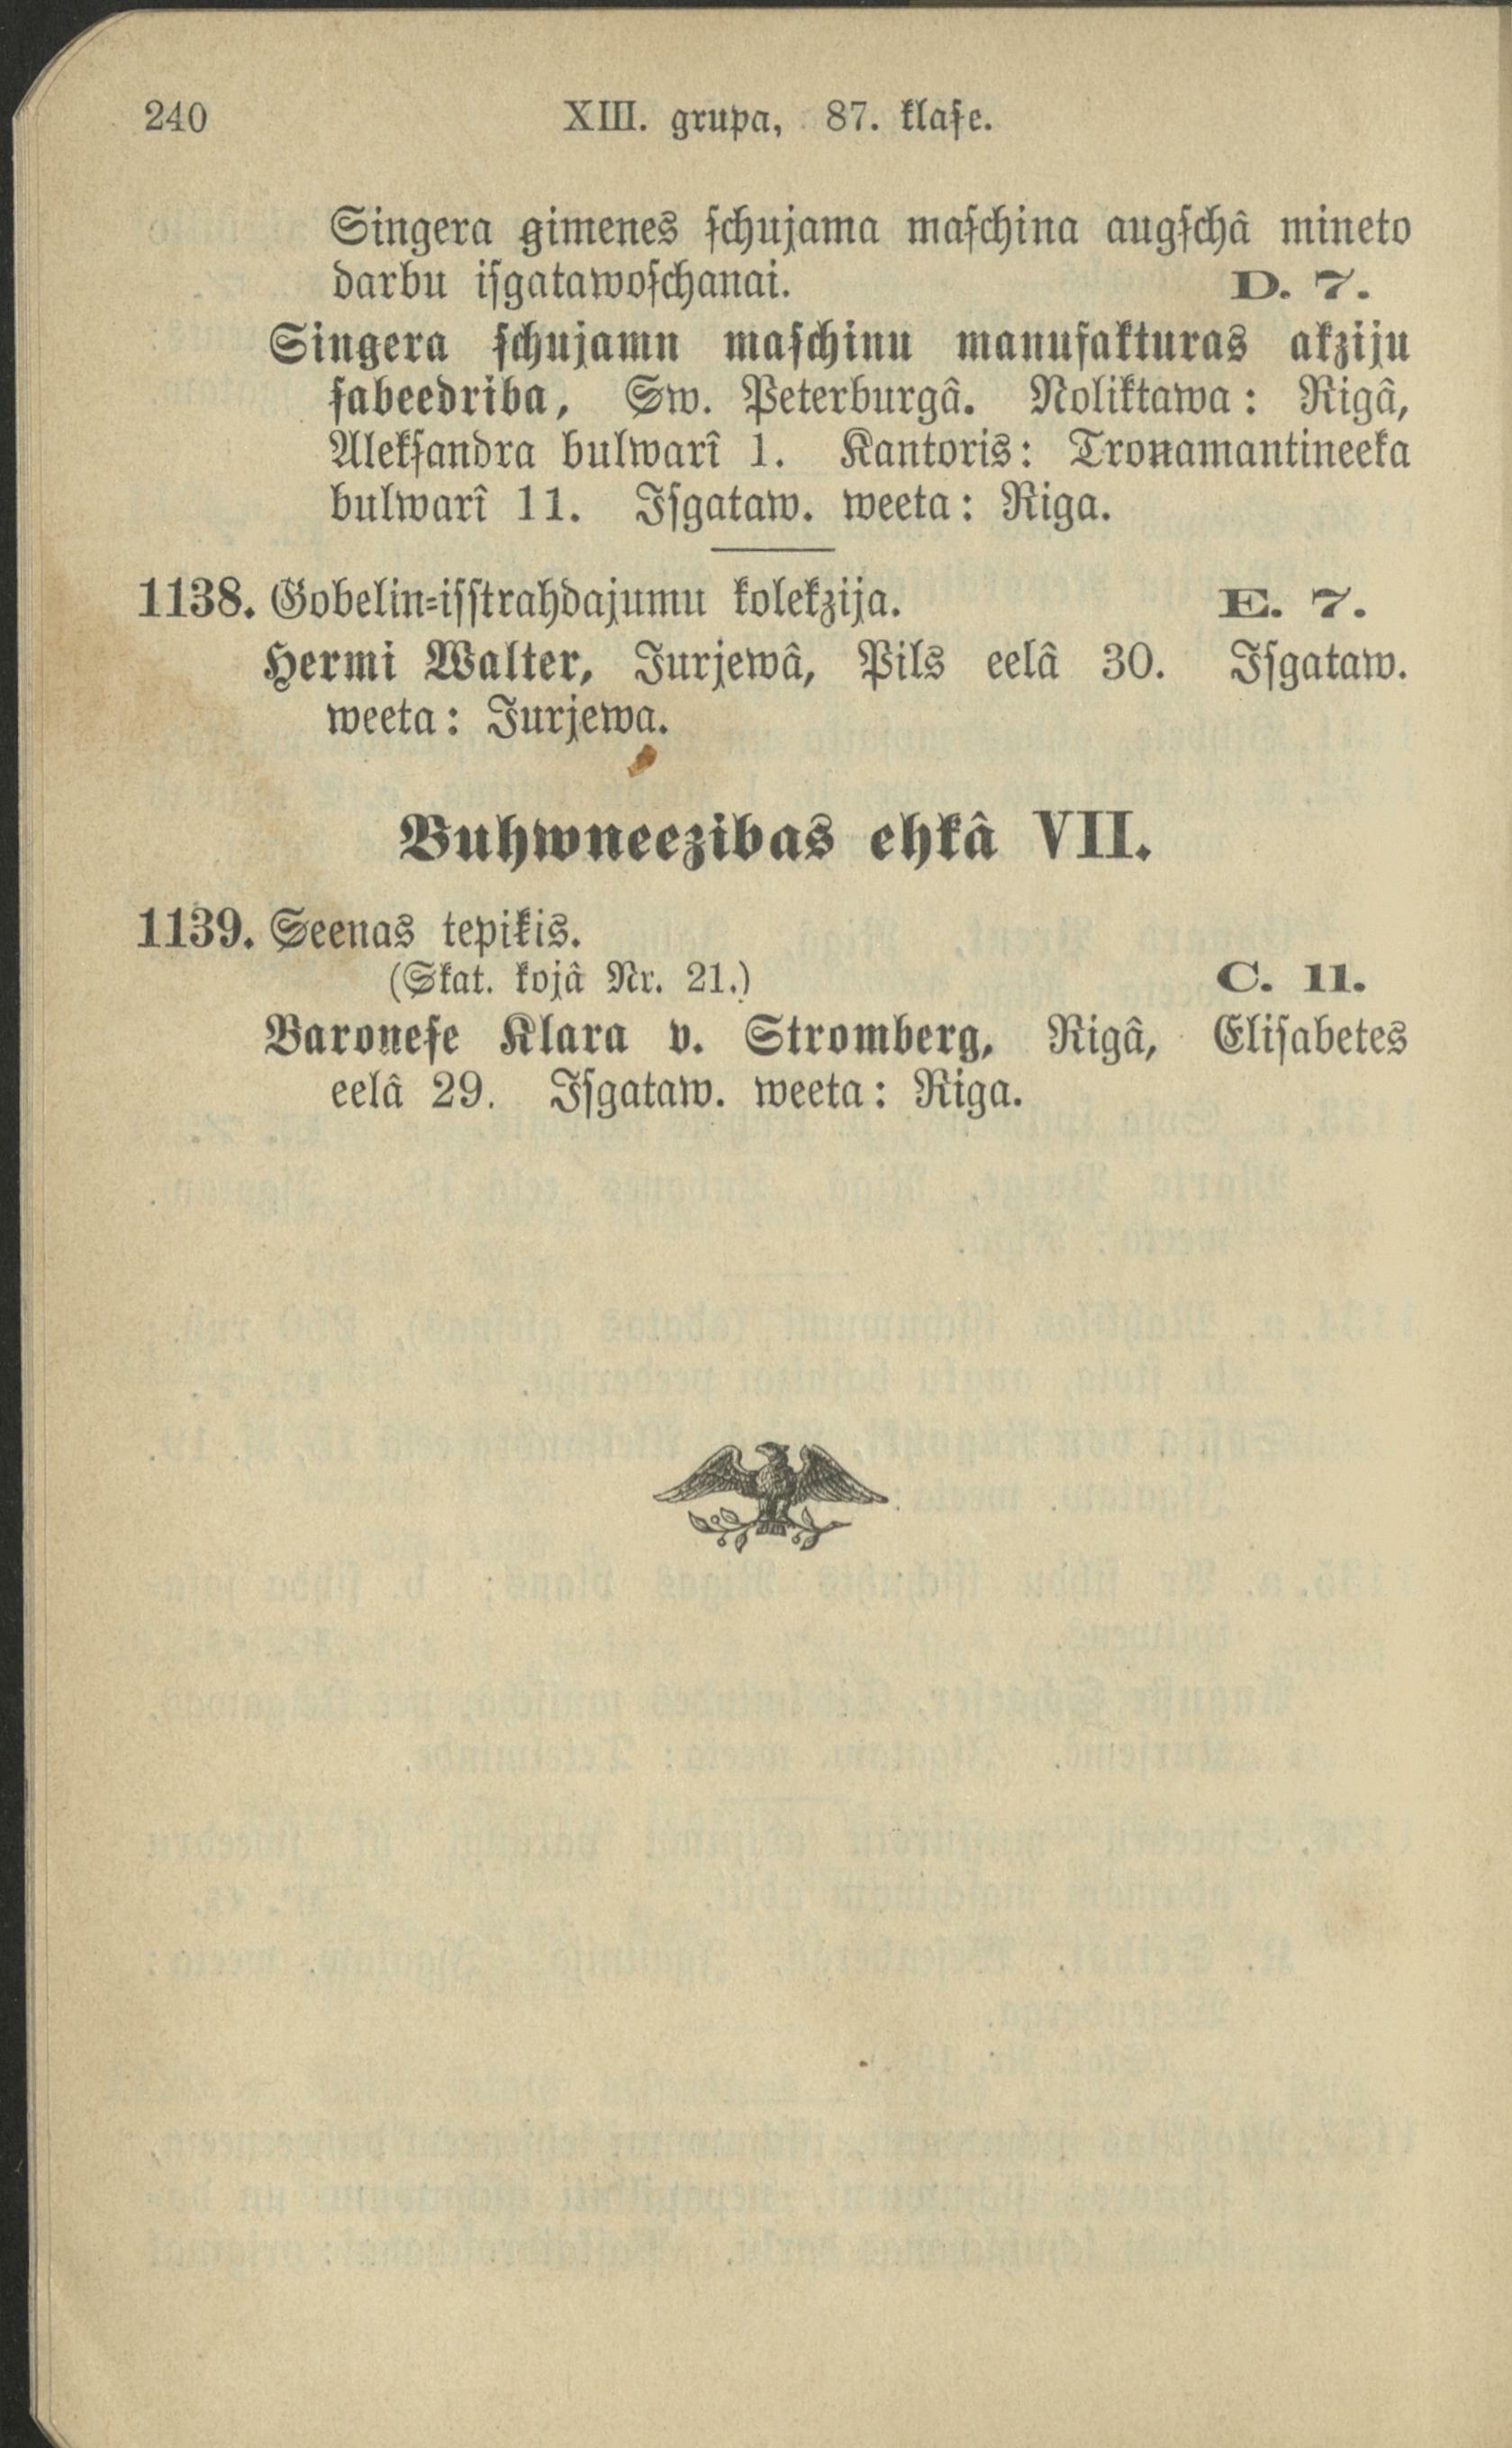 240 XIII. grupa, 87. klaſe.
Singera gimenes ſchujama maſchina augſchâ mineto
darbu iſgatawoſchanai. D. 7.
Singera ſchujamu maſchinu manufakturas akziju
ſabeedriba, Sw. Peterburgâ. Noliktawa: Rigâ,
Alekſandra bulwarî 1. Kantoris: Tronamantineeka
bulwarî 11. Iſgataw. weeta: Riga.
1138. Gobelin-iſſtrahdajumu kolekzija. E. 7.
Hermi Walter, Jurjewâ, Pils eelâ 30. Iſgataw.
weeta: Jurjewa.
Buhwneezibas ehkâ VII.
1139. Seenas tepikis.
(Skat. kojâ Nr. 21.) C. 11.
Baroneſe Klara v. Stromberg, Rigâ, Eliſabetes
eelâ 29. Iſgataw. weeta: Riga.